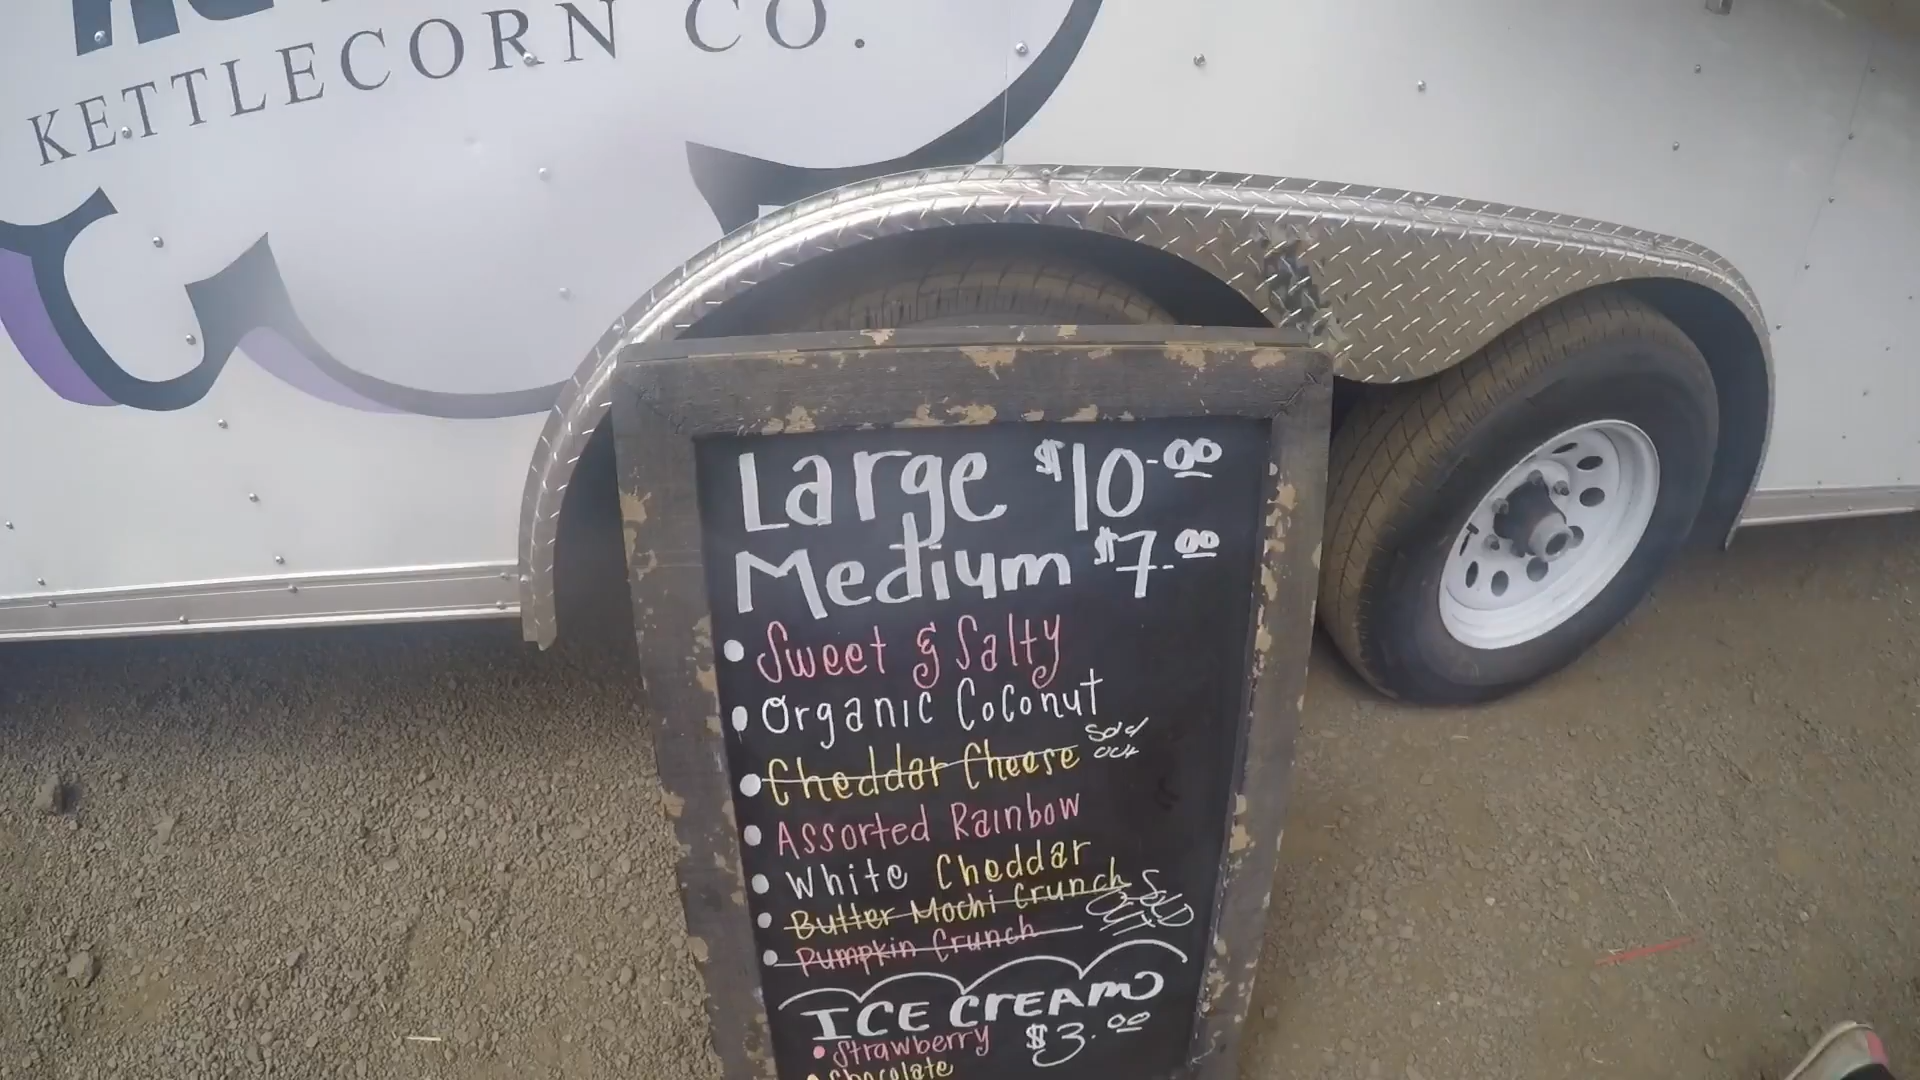 KETTLECORN CO.
Large $10.00
Medium $7.00
Sweet & Salty
Organic Coconut
Cheddar Cheese Sold out
Assorted Rainbow
White Cheddar
Butter Mochi Crunch SOLD OUT
Pumpkin Crunch
ICE CREAM
Strawberry $3.00
Chocolate